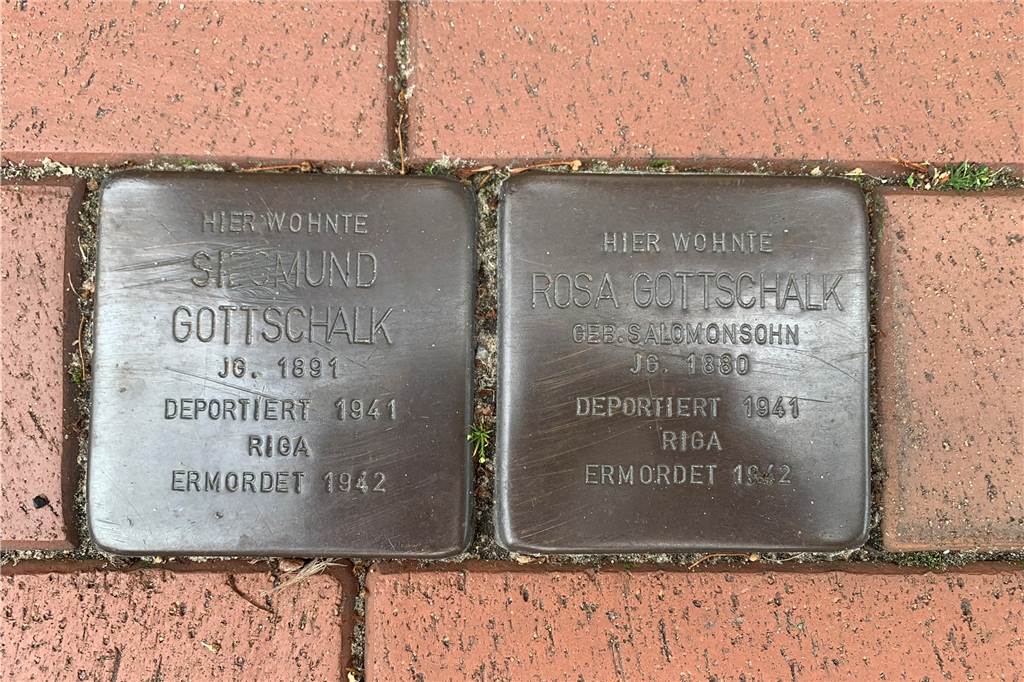 HIER WOHNTE
SIEGMUND
GOTTSCHALK
JG. 1891
DEPORTIERT 1941
RIGA
ERMORDET 1942
HIER WOHNTE
ROSA GOTTSCHALK
GEB. SALOMONSOHN
JG. 1880
DEPORTIERT 1941
RIGA
ERMORDET 1942